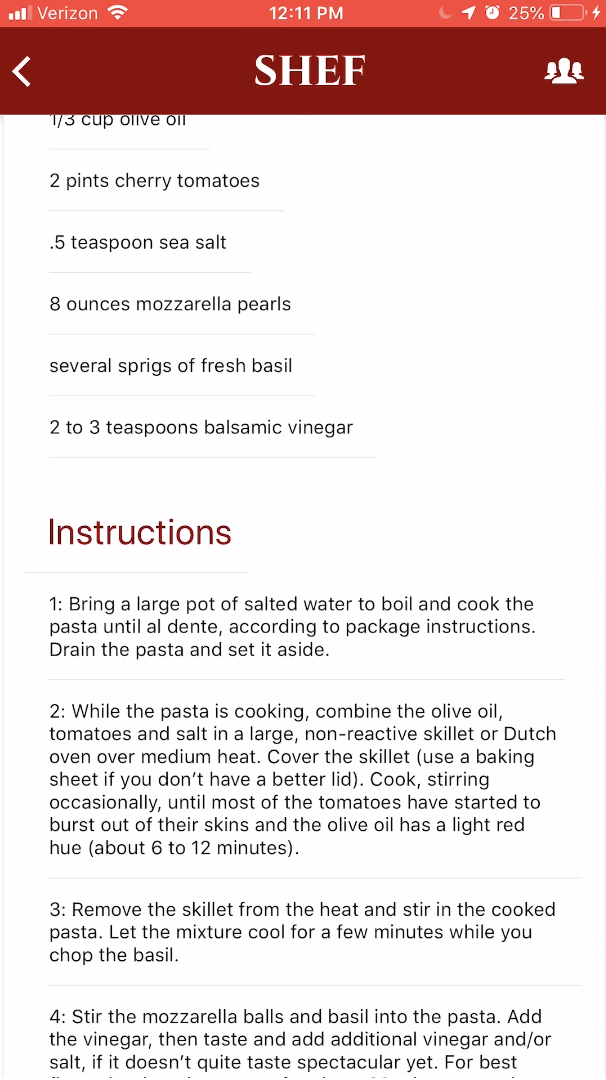 Verizon 12:11 PM 25%
SHEF
1/3 cup olive oil
2 pints cherry tomatoes
.5 teaspoon sea salt
8 ounces mozzarella pearls
several sprigs of fresh basil
2 to 3 teaspoons balsamic vinegar
Instructions
1: Bring a large pot of salted water to boil and cook the
pasta until al dente, according to package instructions.
Drain the pasta and set it aside.
2: While the pasta is cooking, combine the olive oil,
tomatoes and salt in a large, non-reactive skillet or Dutch
oven over medium heat. Cover the skillet (use a baking
sheet if you don’t have a better lid). Cook, stirring
occasionally, until most of the tomatoes have started to
burst out of their skins and the olive oil has a light red
hue (about 6 to 12 minutes).
3: Remove the skillet from the heat and stir in the cooked
pasta. Let the mixture cool for a few minutes while you
chop the basil.
4: Stir the mozzarella balls and basil into the pasta. Add
the vinegar, then taste and add additional vinegar and/or
salt, if it doesn’t quite taste spectacular yet. For best